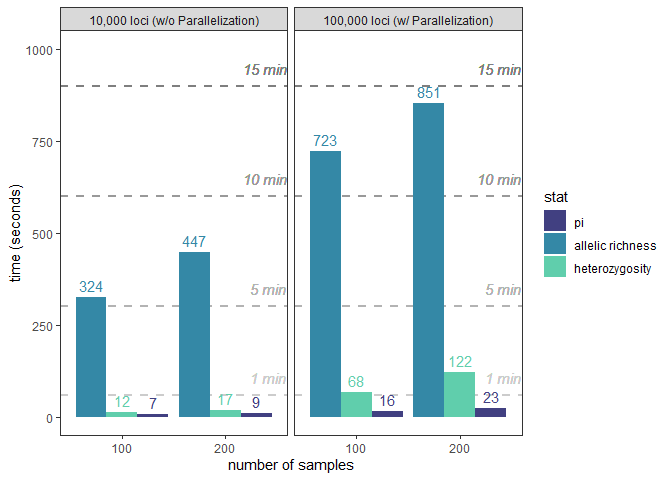 10,000 loci (w/o Parallelization)
100,000 loci (w/ Parallelization)
time (seconds)
1000
750
500
250
0
15 min
10 min
5 min
1 min
324
12
7
447
17
9
100
200
15 min
10 min
5 min
1 min
723
68
16
851
122
23
100
200
number of samples
stat
pi
allelic richness
heterozygosity